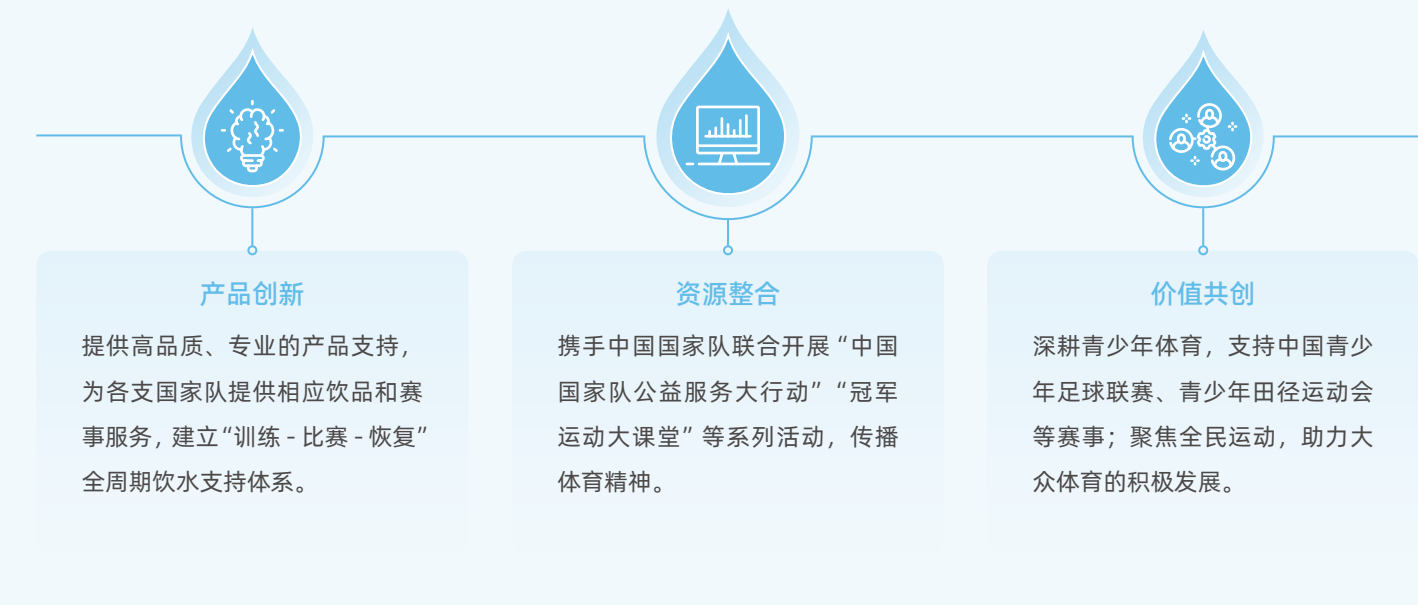 产品创新
提供高品质、专业的产品支持，
为各支国家队提供相应饮品和赛
事服务，建立“训练 - 比赛 - 恢复”
全周期饮水支持体系。
资源整合
携手中国国家队联合开展“中国
国家队公益服务大行动”“冠军
运动大课堂”等系列活动，传播
体育精神。
价值共创
深耕青少年体育，支持中国青少
年足球联赛、青少年田径运动会
等赛事；聚焦全民运动，助力大
众体育的积极发展。